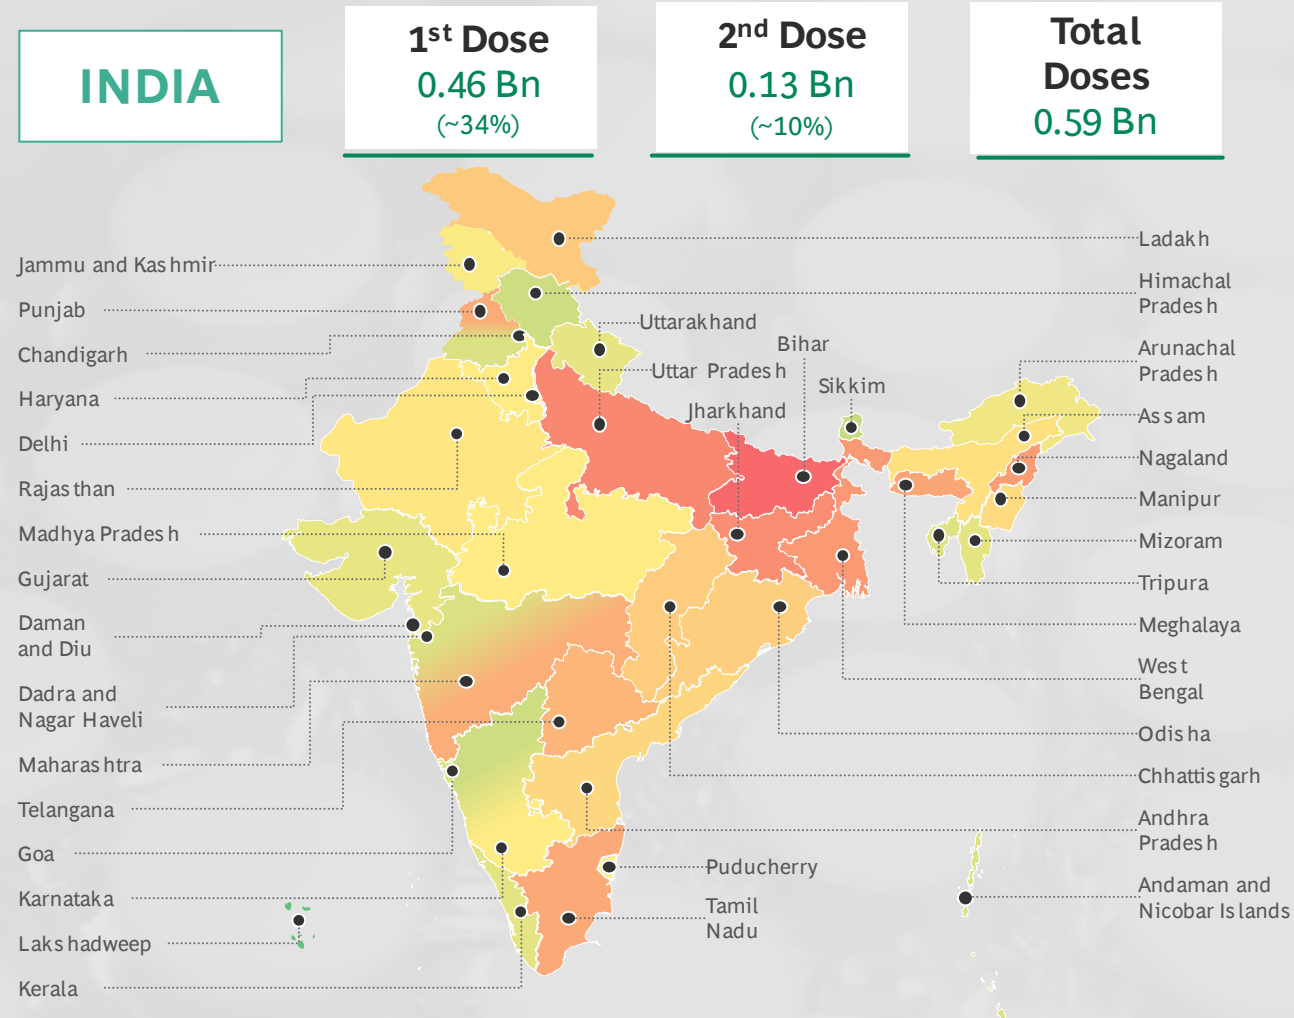 INDIA
1st Dose
0.46 Bn
(~34%)
2nd Dose
0.13 Bn
(~10%)
Total
Doses
0.59 Bn
Jammu and Kashmir
Punjab
Chandigarh
Haryana
Delhi
Rajasthan
Madhya Pradesh
Gujarat
Daman
and Diu
Dadra and
Nagar Haveli
Maharashtra
Telangana
Goa
Karnataka
Lakshadweep
Kerala
Uttarakhand
Uttar Pradesh
Bihar
Jharkhand
Sikkim
Puducherry
Tamil
Nadu
Ladakh
Himachal
Pradesh
Arunachal
Pradesh
Assam
Nagaland
Manipur
Mizoram
Tripura
Meghalaya
West
Bengal
Odisha
Chhattisgarh
Andhra
Pradesh
Andaman and
Nicobar Islands